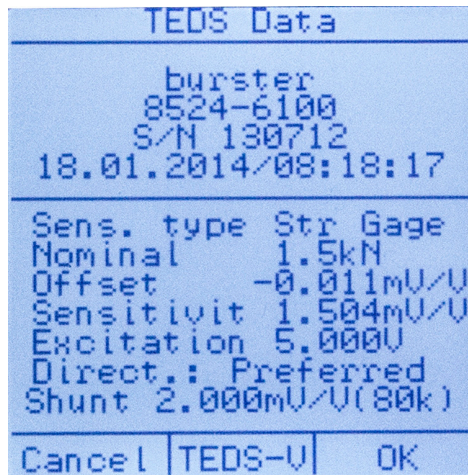 TEDS Data
burster
8524-6100
S/N 130712
18.01.2014/08:18:17
Sens. type Str Gage
Nominal 1.5kN
Offset -0.011mV/V
Sensitivit 1.504mV/V
Excitation 5.000V
Direct.: Preferred
Shunt 2.000mV/V(80k)
Cancel TEDS-V OK